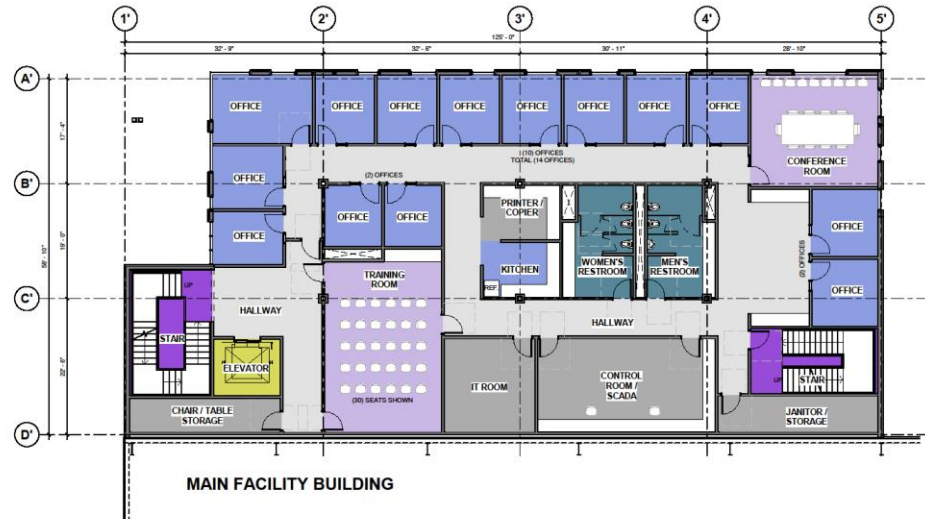 1' 2' 3' 4' 5'
125' - 0"
32' - 9" 32' - 6" 30' - 11" 28' - 10"
A'
OFFICE OFFICE OFFICE OFFICE OFFICE OFFICE OFFICE OFFICE
17' - 4"
CONFERENCE
ROOM
(10) OFFICES
TOTAL (14 OFFICES)
B'
OFFICE
(2) OFFICES
OFFICE OFFICE
PRINTER /
COPIER
OFFICE
OFFICE
19' - 0"
58' - 10"
(2) OFFICES
TRAINING
ROOM
KITCHEN
WOMEN'S
RESTROOM
MEN'S
RESTROOM
OFFICE
REF
C'
UP
HALLWAY
HALLWAY
STAIR
ELEVATOR
22' - 6"
IT ROOM
CONTROL
ROOM /
SCADA
UP
STAIR
(30) SEATS SHOWN
CHAIR / TABLE
STORAGE
JANITOR /
STORAGE
D'
MAIN FACILITY BUILDING